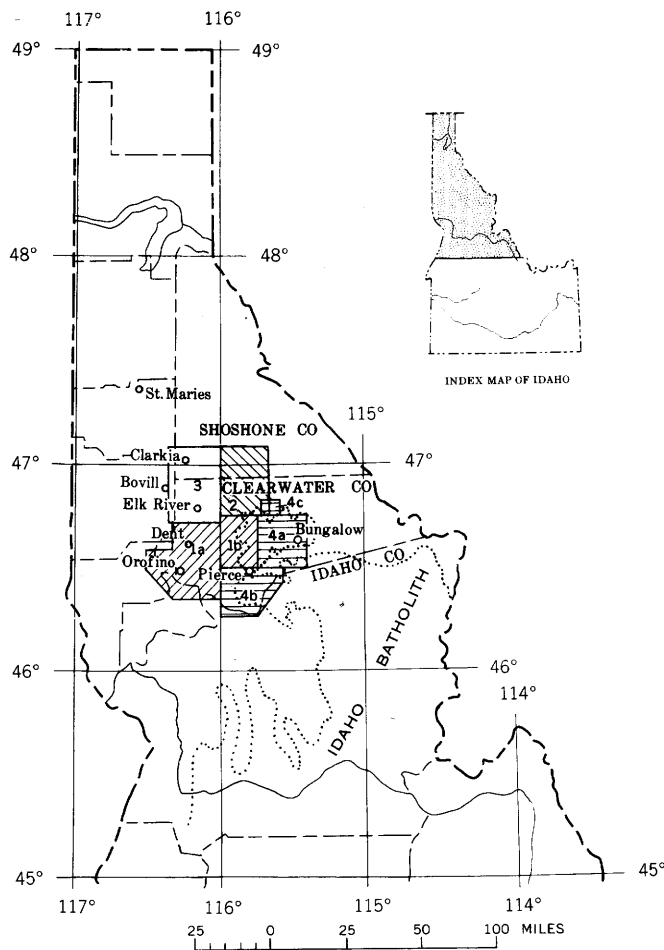 117° 116°
49° 49°
48° 48°
INDEX MAP OF IDAHO
St. Maries
115°
SHOSHONE CO
Clarkia
47° 47°
Bovill 3 CLEARWATER CO
Elk River 2 4c
Dent 4a Bungalow
1a 1b
Orofino Pierce IDAHO CO
4b
BATHOLITH
46° 46°
114°
IDAHO
45° 45°
117° 116° 115° 114°
25 0 25 50 100 MILES